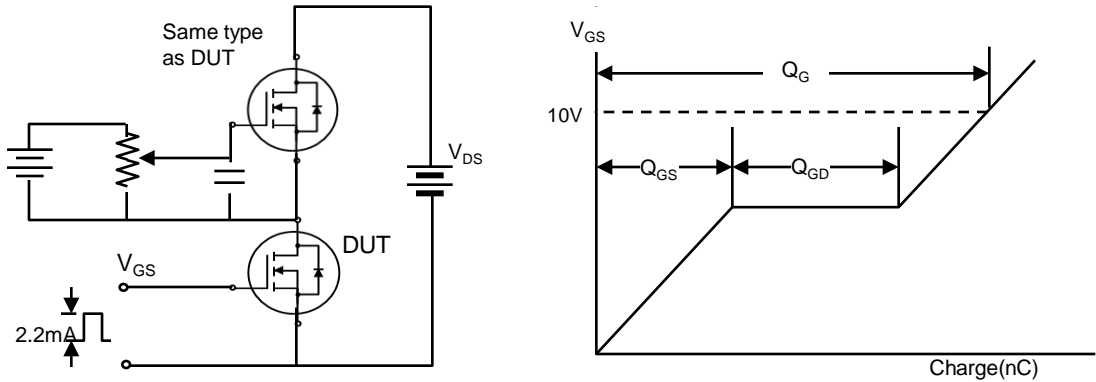 Same type
as DUT
V_DS
DUT
V_GS
2.2mA
V_GS
Q_G
10V
Q_GS
Q_GD
Charge(nC)